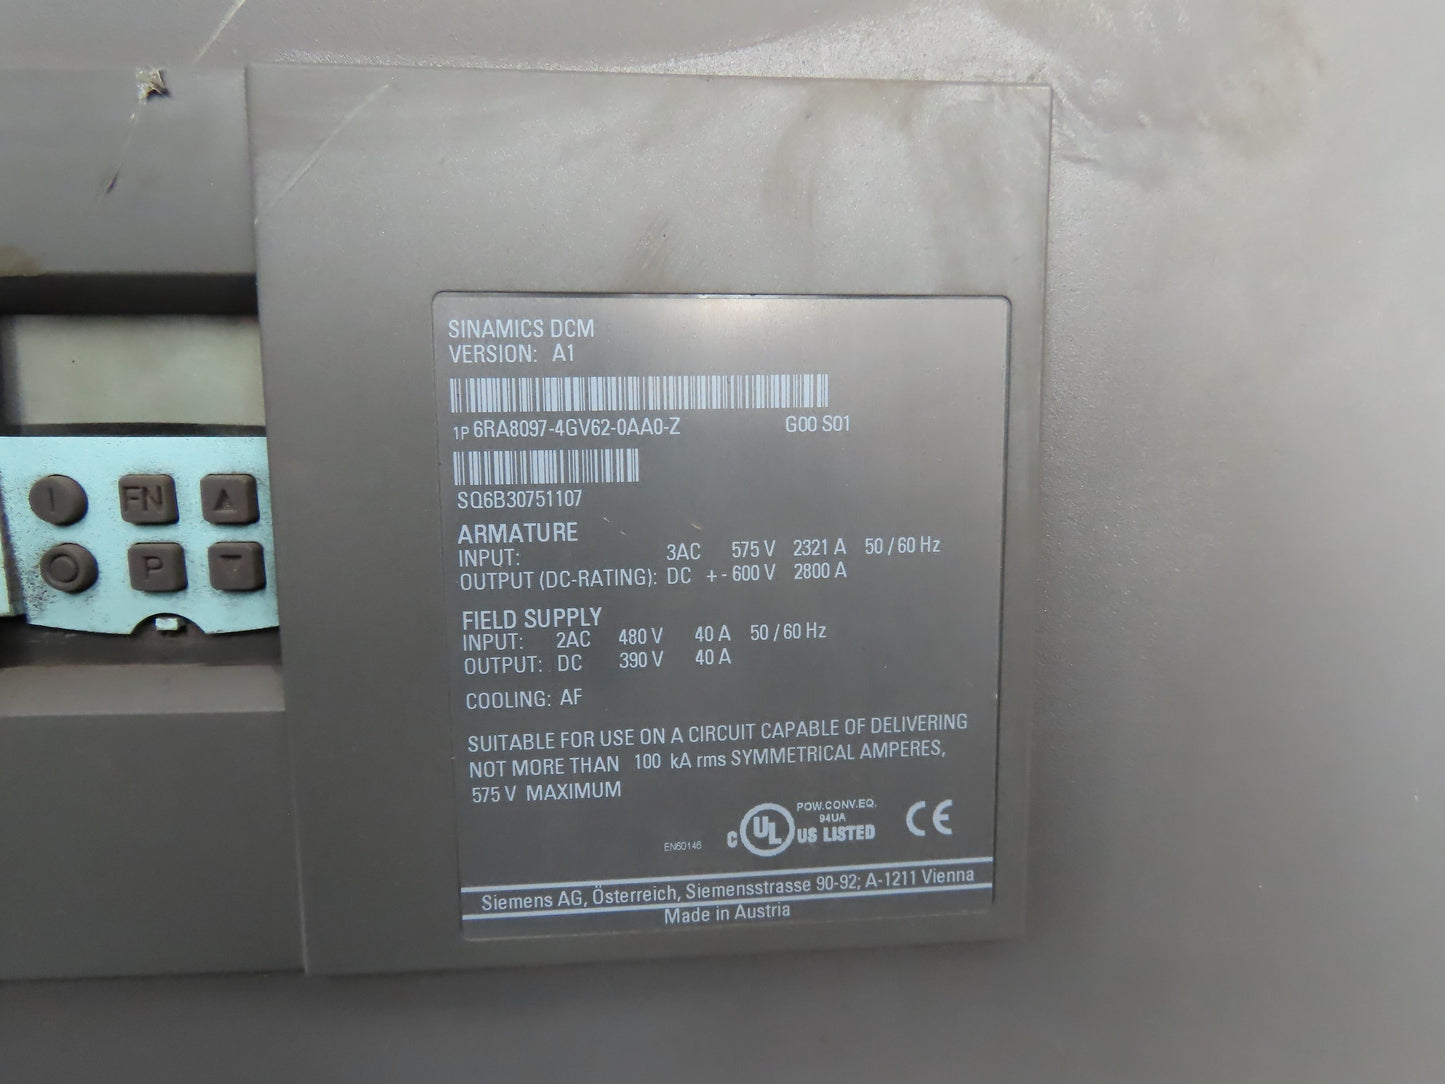 SINAMICS DCM
VERSION: A1
1P 6RA8097-4GV62-0AA0-Z G00 S01
SQ6B30751107
I FN
O P
ARMATURE
INPUT: 3AC 575 V 2321 A 50 / 60 Hz
OUTPUT (DC-RATING): DC + - 600 V 2800 A
FIELD SUPPLY
INPUT: 2AC 480 V 40 A 50 / 60 Hz
OUTPUT: DC 390 V 40 A
COOLING: AF
SUITABLE FOR USE ON A CIRCUIT CAPABLE OF DELIVERING
NOT MORE THAN 100 kA rms SYMMETRICAL AMPERES,
575 V MAXIMUM
EN60146
C UL US LISTED
POW.CONV.EQ.
94UA
CE
Siemens AG, Österreich, Siemensstrasse 90-92; A-1211 Vienna
Made in Austria